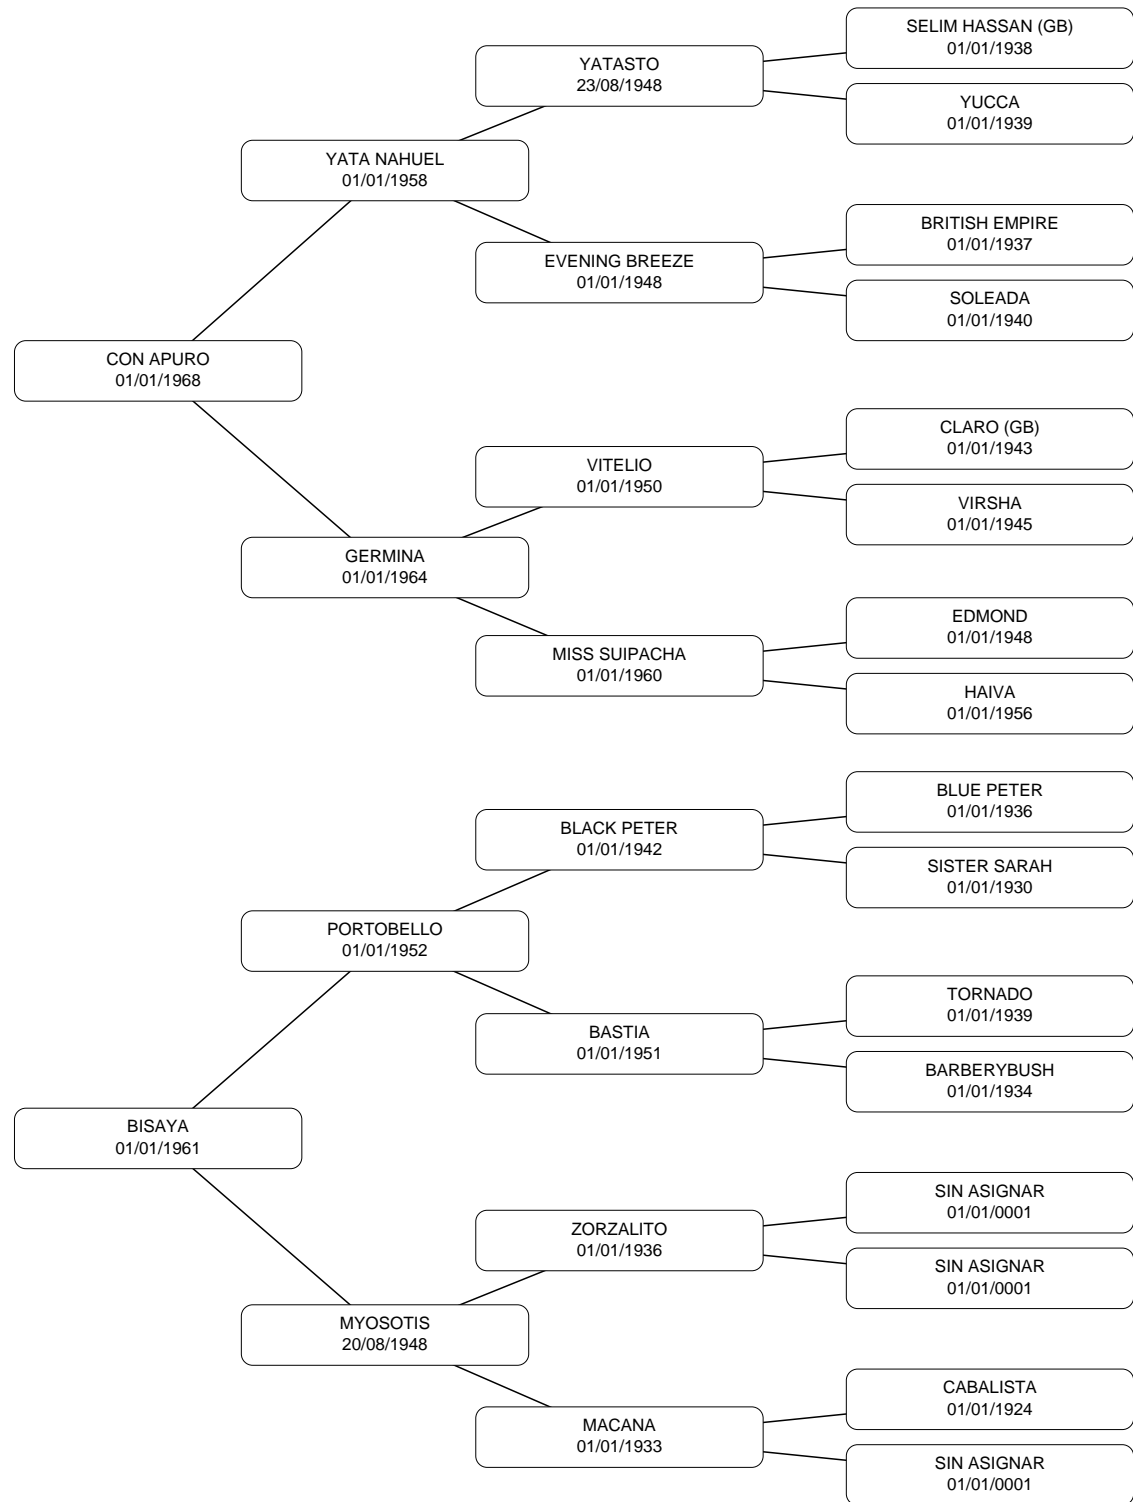 SELIM HASSAN (GB)
01/01/1938
YATASTO
23/08/1948
YUCCA
01/01/1939
YATA NAHUEL
01/01/1958
BRITISH EMPIRE
01/01/1937
EVENING BREEZE
01/01/1948
SOLEADA
01/01/1940
CON APURO
01/01/1968
CLARO (GB)
01/01/1943
VITELIO
01/01/1950
VIRSHA
01/01/1945
GERMINA
01/01/1964
EDMOND
01/01/1948
MISS SUIPACHA
01/01/1960
HAIVA
01/01/1956
BLUE PETER
01/01/1936
BLACK PETER
01/01/1942
SISTER SARAH
01/01/1930
PORTOBELLO
01/01/1952
TORNADO
01/01/1939
BASTIA
01/01/1951
BARBERYBUSH
01/01/1934
BISAYA
01/01/1961
SIN ASIGNAR
01/01/0001
ZORZALITO
01/01/1936
SIN ASIGNAR
01/01/0001
MYOSOTIS
20/08/1948
CABALISTA
01/01/1924
MACANA
01/01/1933
SIN ASIGNAR
01/01/0001